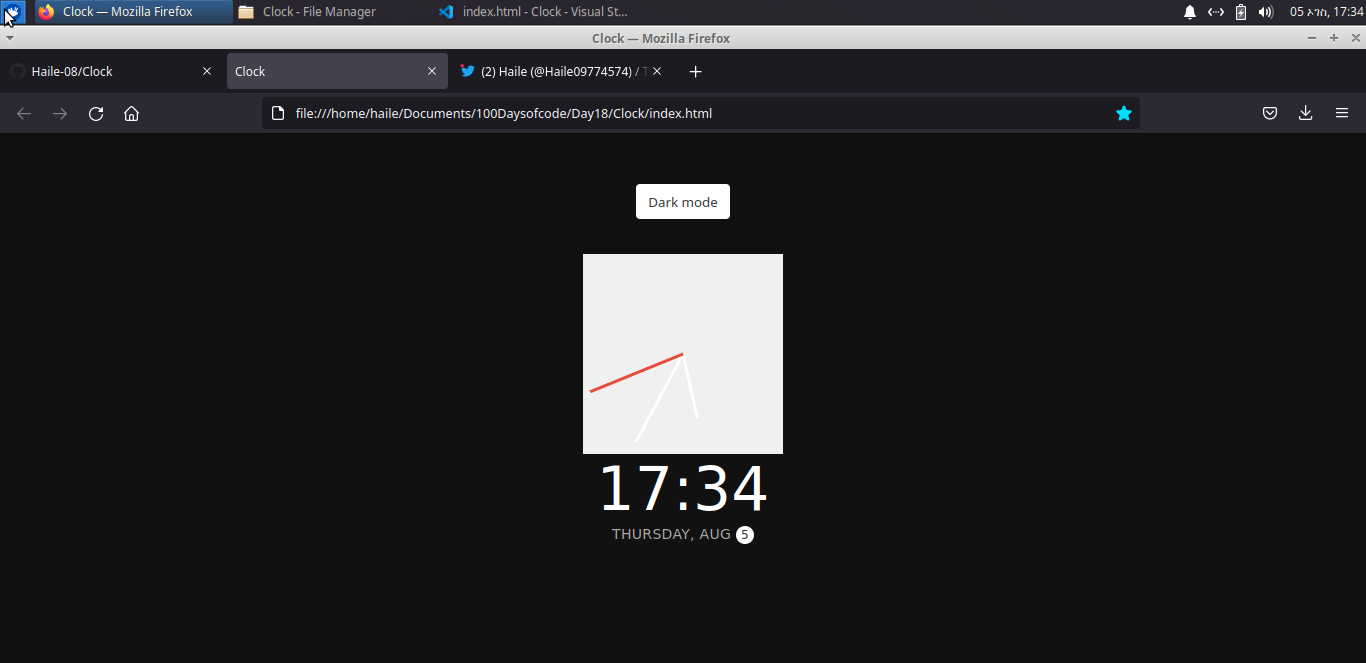 Clock — Mozilla Firefox
Clock - File Manager
index.html - Clock - Visual St...
05 ኦገስ, 17:34
Clock — Mozilla Firefox
Haile-08/Clock
Clock
(2) Haile (@Haile09774574) / T
file:///home/haile/Documents/100Daysofcode/Day18/Clock/index.html
Dark mode
17:34
THURSDAY, AUG 5